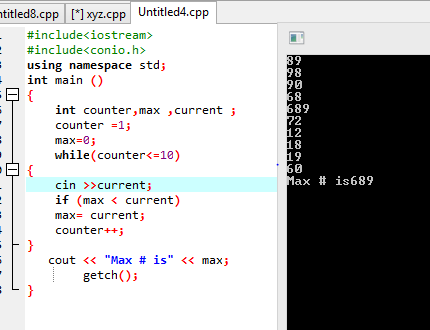 ntitled8.cpp [*] xyz.cpp Untitled4.cpp
#include<iostream>
#include<conio.h>
using namespace std;
int main ()
{
int counter,max ,current ;
counter =1;
max=0;
while(counter<=10)
{
cin >>current;
if (max < current)
max= current;
counter++;
}
cout << "Max # is" << max;
getch();
}
89
98
90
68
689
72
12
18
19
60
Max # is689